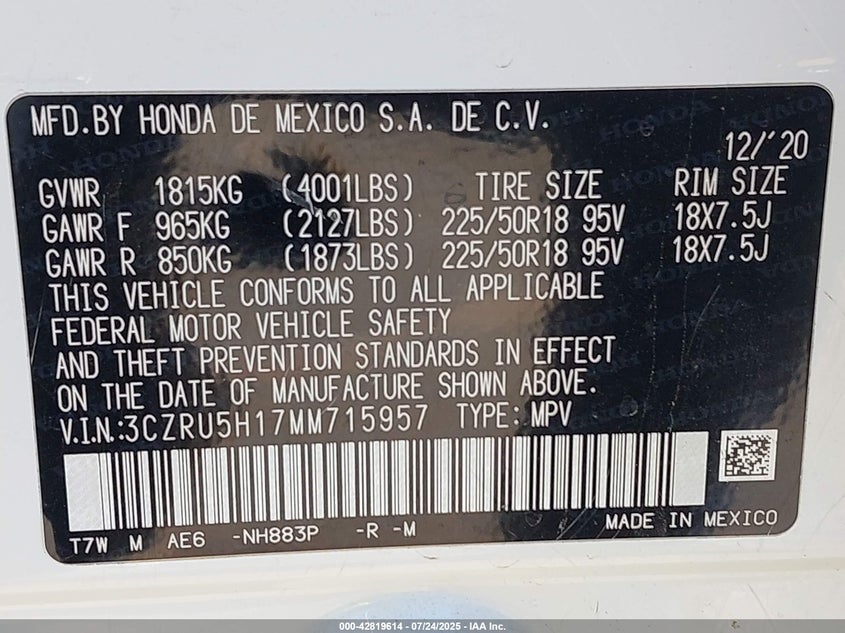 MFD.BY HONDA DE MEXICO S.A. DE C.V.
12/'20
GVWR 1815KG (4001LBS) TIRE SIZE RIM SIZE
GAWR F 965KG (2127LBS) 225/50R18 95V 18X7.5J
GAWR R 850KG (1873LBS) 225/50R18 95V 18X7.5J
THIS VEHICLE CONFORMS TO ALL APPLICABLE
FEDERAL MOTOR VEHICLE SAFETY
AND THEFT PREVENTION STANDARDS IN EFFECT
ON THE DATE OF MANUFACTURE SHOWN ABOVE.
V.I.N.:3CZRU5H17MM715957 TYPE: MPV
T7W M AE6 -NH883P -R -M MADE IN MEXICO
000-42819614 - 07/24/2025 - IAA Inc.